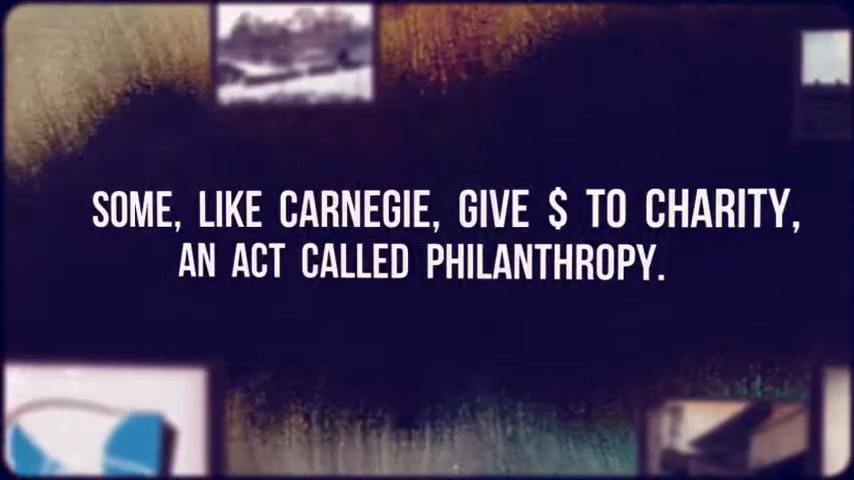 SOME, LIKE CARNEGIE, GIVE $ TO CHARITY,
AN ACT CALLED PHILANTHROPY.